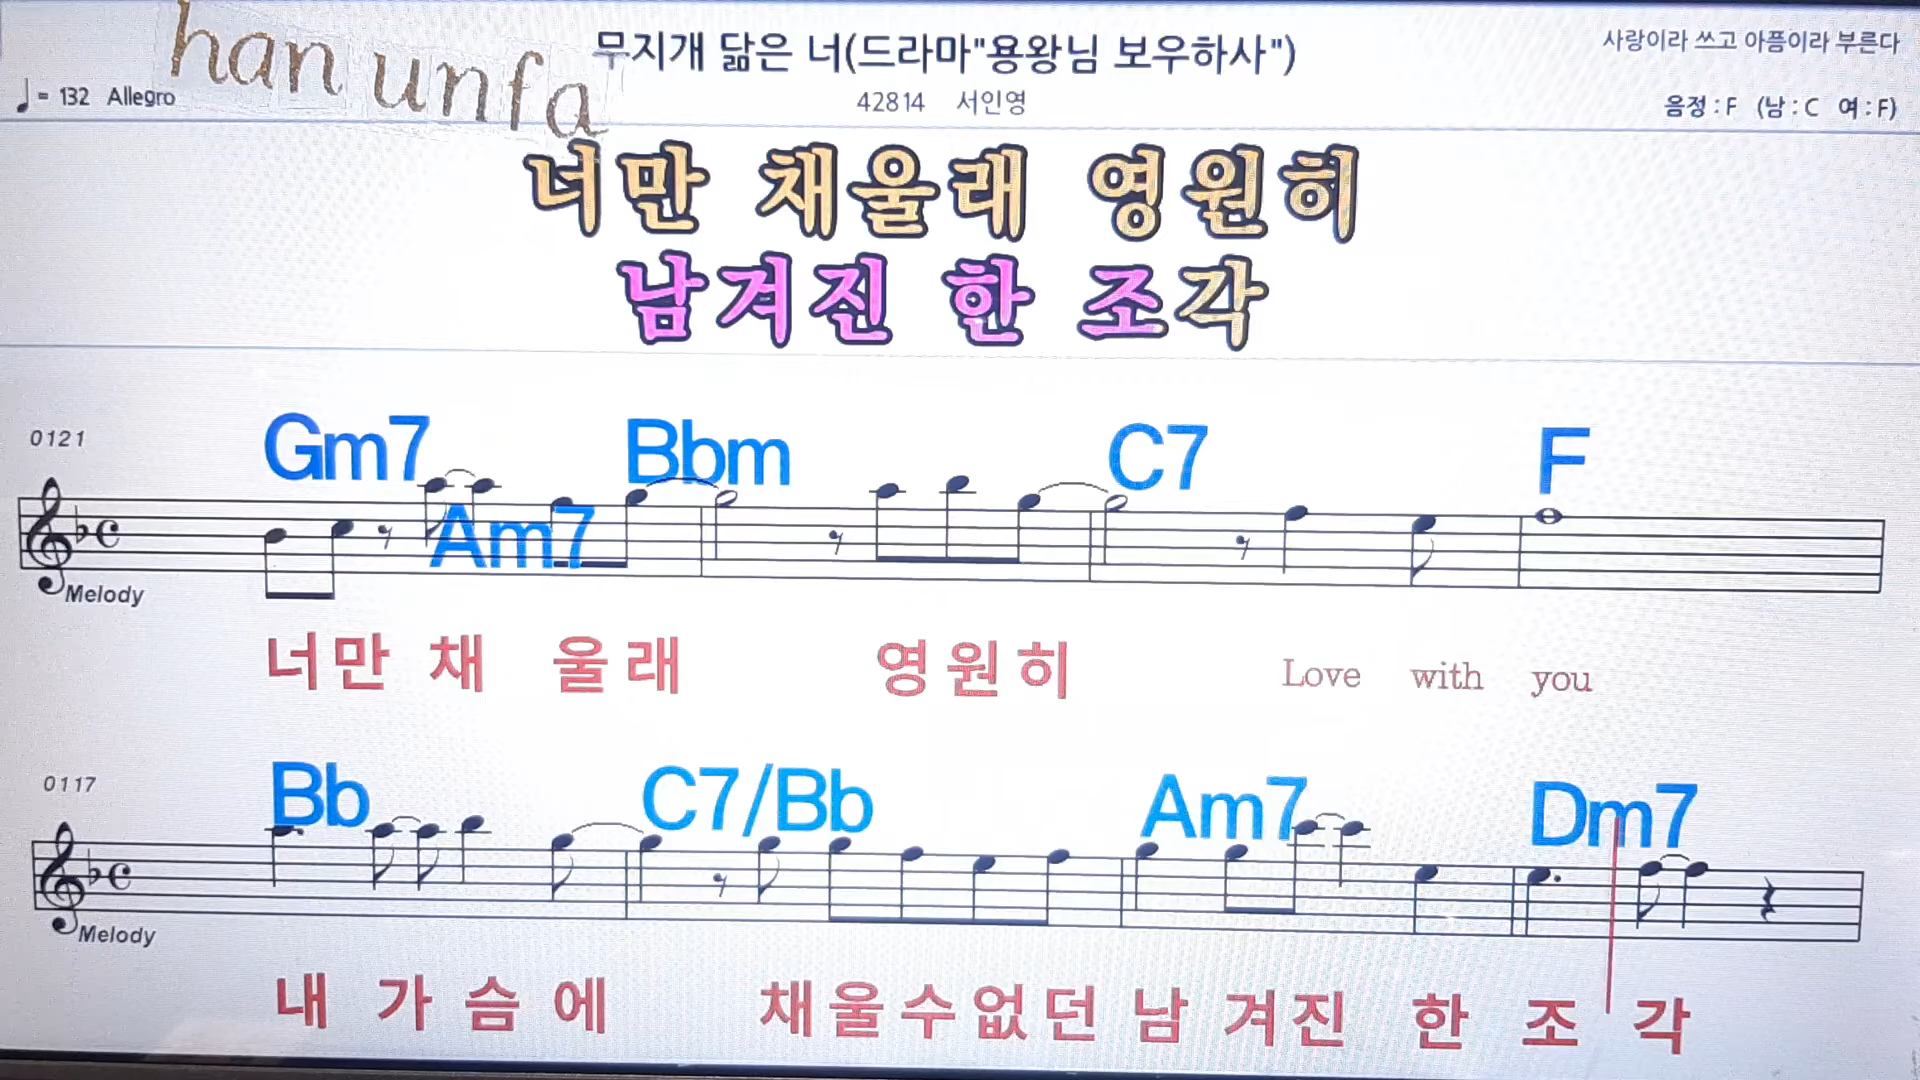 han unfa
무지개 닮은 너(드라마"용왕님 보우하사")
사랑이라 쓰고 아픔이라 부른다
♩= 132 Allegro
42814 서인영
음정 : F (남 : C 여 : F)
너만 채울래 영원히
남겨진 한 조각
0121
Gm7 Am7 Bbm C7 F
Melody
너만 채 울래 영원히 Love with you
0117
Bb C7/Bb Am7 Dm7
Melody
내 가 슴 에 채울수없던 남 겨진 한 조 각